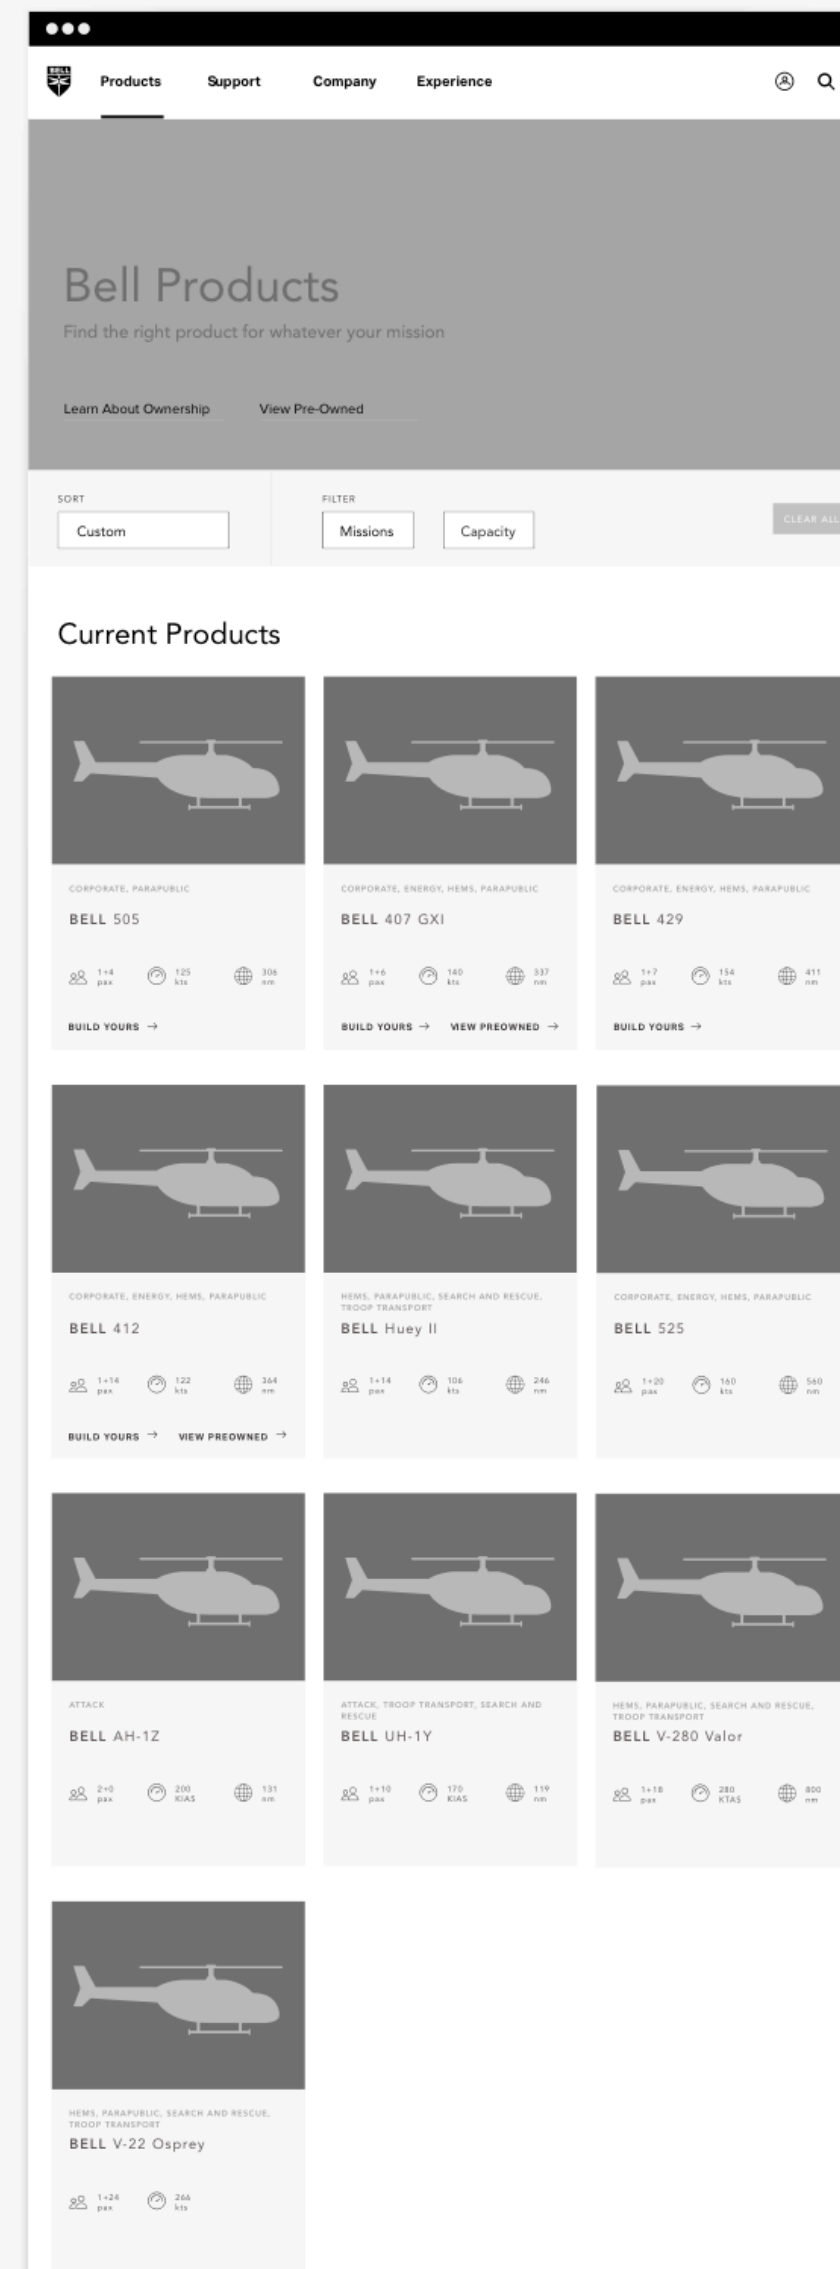 BELL
Products Support Company Experience
Bell Products
Find the right product for whatever your mission
Learn About Ownership View Pre-Owned
SORT FILTER
Custom Missions Capacity CLEAR ALL
Current Products
CORPORATE, PARAPUBLIC
BELL 505
1+4 pax 125 kts 306 nm
BUILD YOURS →
CORPORATE, ENERGY, HEMS, PARAPUBLIC
BELL 407 GXI
1+6 pax 140 kts 337 nm
BUILD YOURS → VIEW PREOWNED →
CORPORATE, ENERGY, HEMS, PARAPUBLIC
BELL 429
1+7 pax 154 kts 411 nm
BUILD YOURS →
CORPORATE, ENERGY, HEMS, PARAPUBLIC
BELL 412
1+14 pax 122 kts 364 nm
BUILD YOURS → VIEW PREOWNED →
HEMS, PARAPUBLIC, SEARCH AND RESCUE,
TROOP TRANSPORT
BELL Huey II
1+14 pax 106 kts 246 nm
CORPORATE, ENERGY, HEMS, PARAPUBLIC
BELL 525
1+20 pax 160 kts 560 nm
ATTACK
BELL AH-1Z
2+0 pax 200 KIAS 131 nm
ATTACK, TROOP TRANSPORT, SEARCH AND
RESCUE
BELL UH-1Y
1+10 pax 170 KIAS 119 nm
HEMS, PARAPUBLIC, SEARCH AND RESCUE,
TROOP TRANSPORT
BELL V-280 Valor
1+18 pax 280 KTAS 800 nm
HEMS, PARAPUBLIC, SEARCH AND RESCUE,
TROOP TRANSPORT
BELL V-22 Osprey
1+24 pax 266 kts